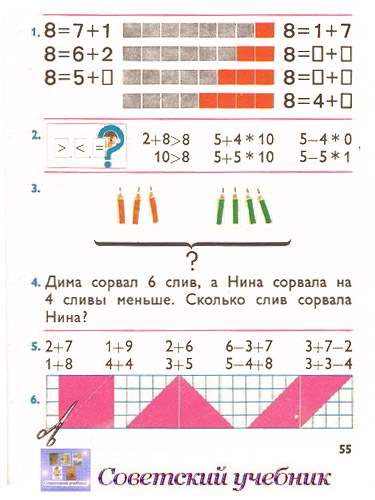 1. 8=7+1 8=1+7
8=6+2 8=□+□
8=5+□ 8=□+□
8=4+□
2. > < = ? 2+8>8 5+4*10 5−4*0
10>8 5+5*10 5−5*1
3.
?
4. Дима сорвал 6 слив, а Нина сорвала на
4 сливы меньше. Сколько слив сорвала
Нина?
5. 2+7 1+9 2+6 6−3+7 3+7−2
1+8 4+4 3+5 5−4+8 3+3−4
6.
55
Советский учебник